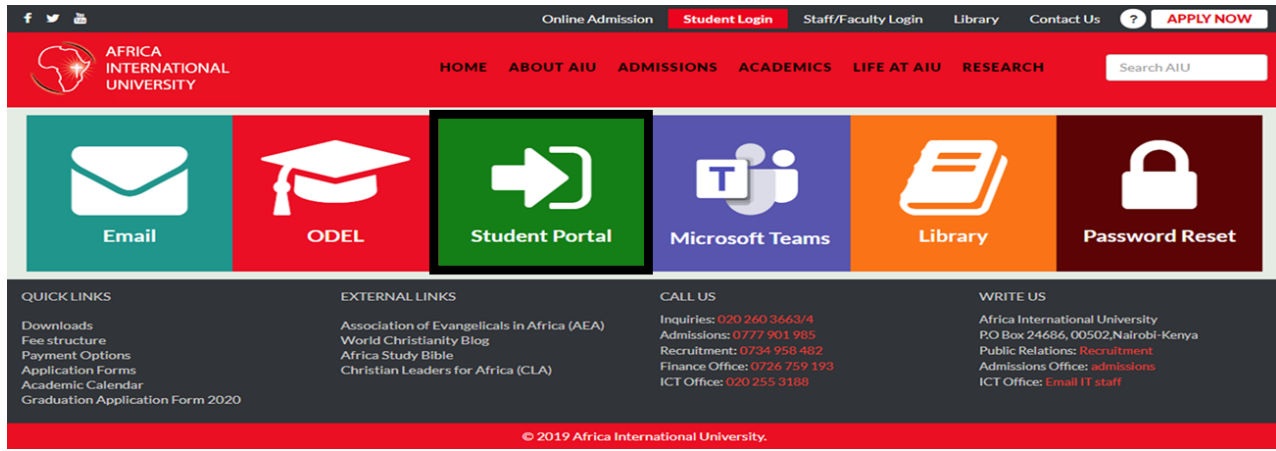 Online Admission Student Login Staff/Faculty Login Library Contact Us ? APPLY NOW
AFRICA
INTERNATIONAL
UNIVERSITY
HOME ABOUT AIU ADMISSIONS ACADEMICS LIFE AT AIU RESEARCH
Search AIU
Email
ODEL
Student Portal
T
Microsoft Teams
Library
Password Reset
QUICK LINKS
Downloads
Fee structure
Payment Options
Application Forms
Academic Calendar
Graduation Application Form 2020
EXTERNAL LINKS
Association of Evangelicals in Africa (AEA)
World Christianity Blog
Africa Study Bible
Christian Leaders for Africa (CLA)
CALL US
Inquiries: 020 260 3663/4
Admissions: 0777 901 985
Recruitment: 0734 958 482
Finance Office: 0726 759 193
ICT Office: 020 255 3188
WRITE US
Africa International University
P.O Box 24686, 00502,Nairobi-Kenya
Public Relations: Recruitment
Admissions Office: admissions
ICT Office: Email IT staff
© 2019 Africa International University.